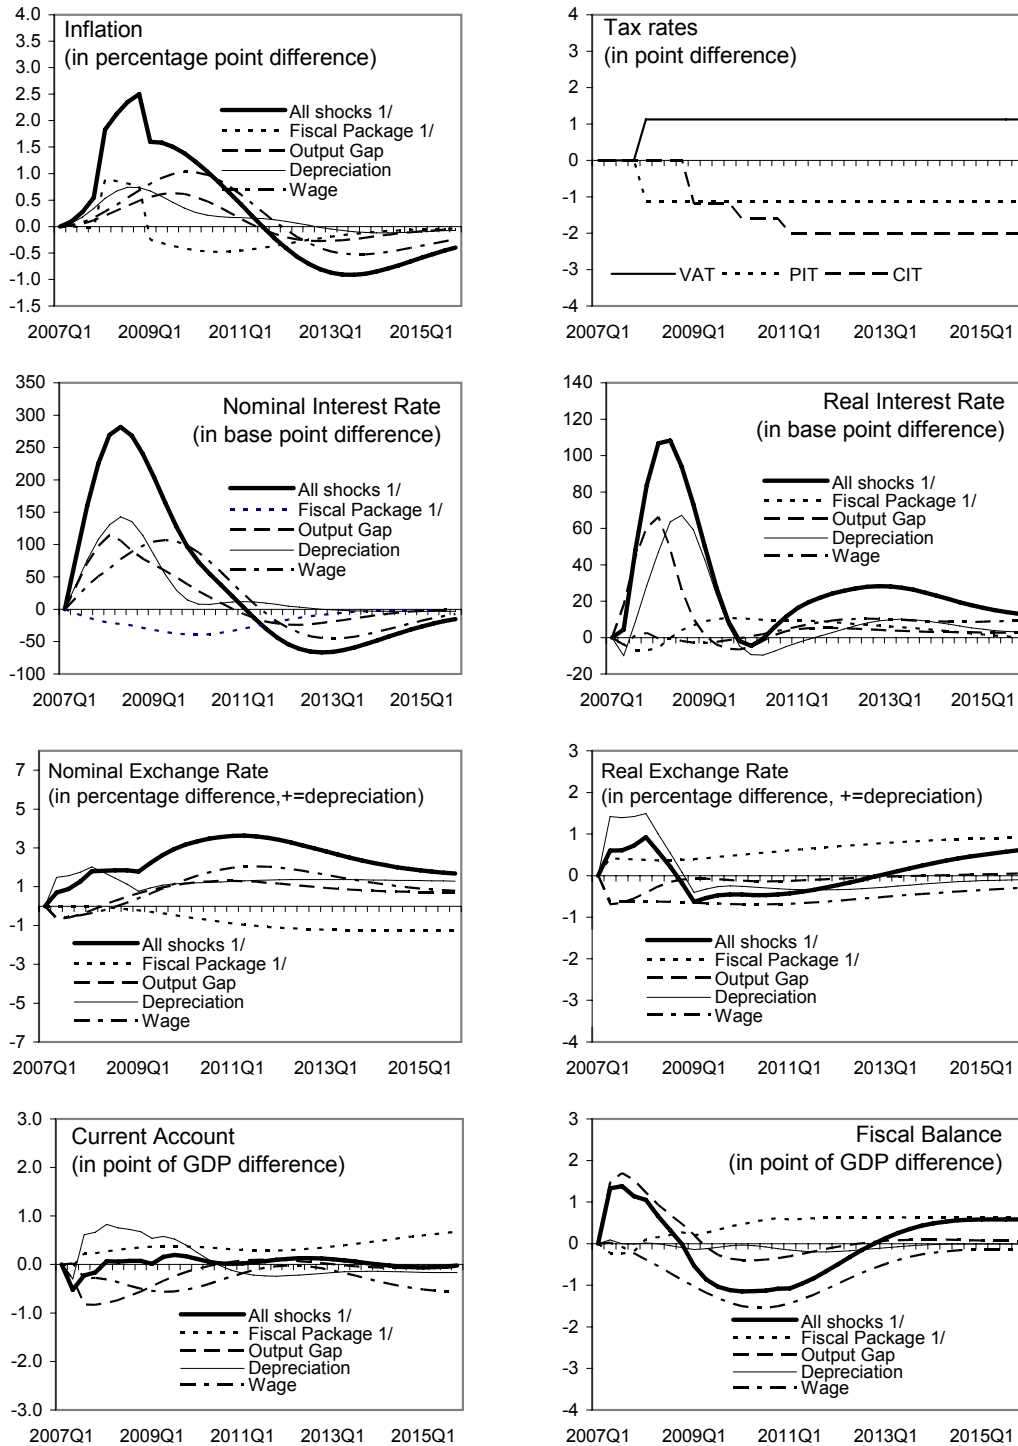 Inflation
(in percentage point difference)
4.0
3.5
3.0
2.5
2.0
1.5
1.0
0.5
0.0
-0.5
-1.0
-1.5
All shocks 1/
Fiscal Package 1/
Output Gap
Depreciation
Wage
2007Q1 2009Q1 2011Q1 2013Q1 2015Q1
Tax rates
(in point difference)
4
3
2
1
0
-1
-2
-3
-4
VAT PIT CIT
2007Q1 2009Q1 2011Q1 2013Q1 2015Q1
Nominal Interest Rate
(in base point difference)
350
300
250
200
150
100
50
0
-50
-100
All shocks 1/
Fiscal Package 1/
Output Gap
Depreciation
Wage
2007Q1 2009Q1 2011Q1 2013Q1 2015Q1
Real Interest Rate
(in base point difference)
140
120
100
80
60
40
20
0
-20
All shocks 1/
Fiscal Package 1/
Output Gap
Depreciation
Wage
2007Q1 2009Q1 2011Q1 2013Q1 2015Q1
Nominal Exchange Rate
(in percentage difference,+=depreciation)
7
5
3
1
-1
-3
-5
-7
All shocks 1/
Fiscal Package 1/
Output Gap
Depreciation
Wage
2007Q1 2009Q1 2011Q1 2013Q1 2015Q1
Real Exchange Rate
(in percentage difference, +=depreciation)
3
2
1
0
-1
-2
-3
-4
All shocks 1/
Fiscal Package 1/
Output Gap
Depreciation
Wage
2007Q1 2009Q1 2011Q1 2013Q1 2015Q1
Current Account
(in point of GDP difference)
3.0
2.0
1.0
0.0
-1.0
-2.0
-3.0
All shocks 1/
Fiscal Package 1/
Output Gap
Depreciation
Wage
2007Q1 2009Q1 2011Q1 2013Q1 2015Q1
Fiscal Balance
(in point of GDP difference)
3
2
1
0
-1
-2
-3
-4
All shocks 1/
Fiscal Package 1/
Output Gap
Depreciation
Wage
2007Q1 2009Q1 2011Q1 2013Q1 2015Q1